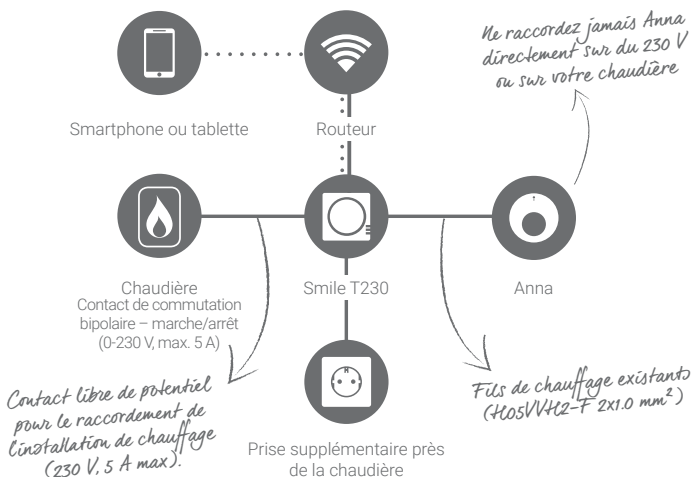 Ne raccordez jamais Anna
directement sur du 230 V
ou sur votre chaudière
Smartphone ou tablette
Routeur
Chaudière
Contact de commutation
bipolaire – marche/arrêt
(0-230 V, max. 5 A)
Smile T230
Anna
Contact libre de potentiel
pour le raccordement de
l'installation de chauffage
(230 V, 5 A max).
Fils de chauffage existants
(H05VVH2-F 2x1.0 mm²)
Prise supplémentaire près
de la chaudière